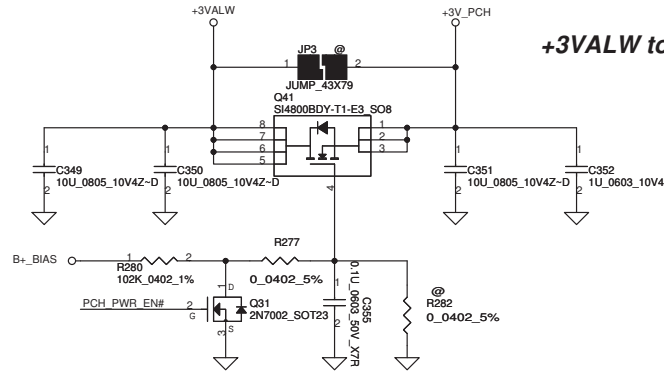 +3VALW
+3V_PCH
+3VALW to
JP3
@
1
2
JUMP_43X79
Q41
SI4800BDY-T1-E3_SO8
8
7
6
5
1
2
3
4
1
2
C349
10U_0805_10V4Z~D
1
2
C350
10U_0805_10V4Z~D
1
2
C351
10U_0805_10V4Z~D
1
2
C352
1U_0603_10V4
B+_BIAS
1
2
R280
102K_0402_1%
R277
0_0402_5%
PCH_PWR_EN#
2
G
1
D
3
S
Q31
2N7002_SOT23
1
2
C355
0.1U_0603_50V_X7R
@
R282
0_0402_5%